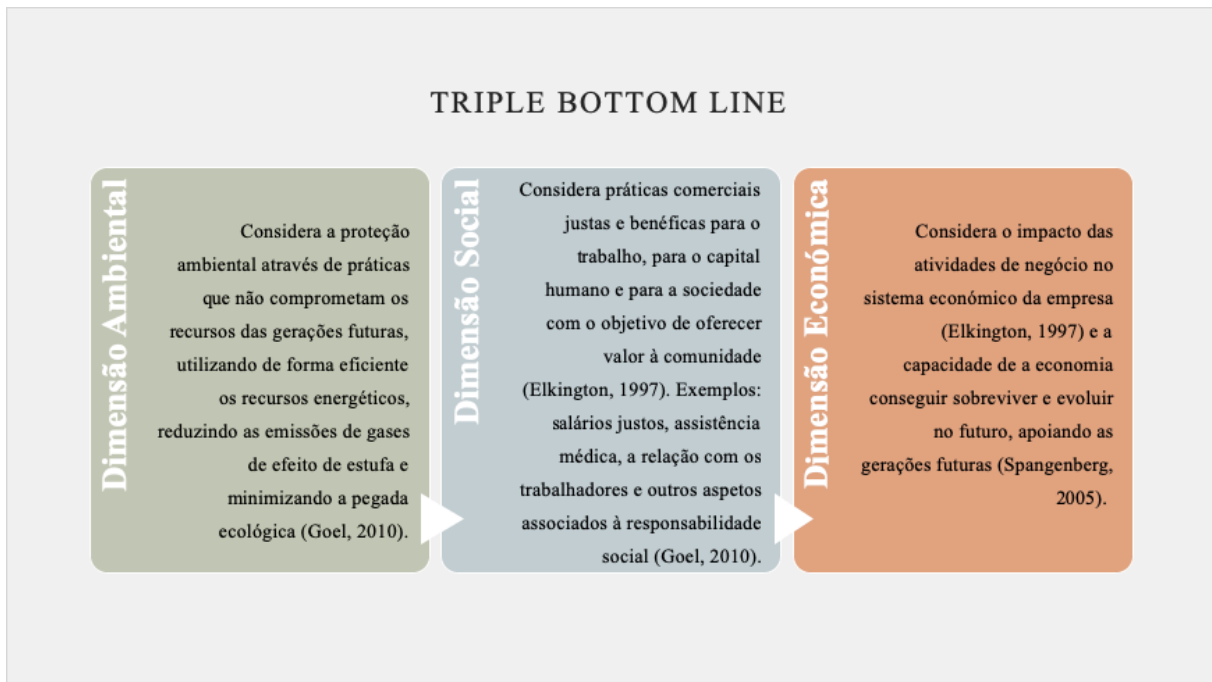 TRIPLE BOTTOM LINE
Dimensão Ambiental
Considera a proteção
ambiental através de práticas
que não comprometam os
recursos das gerações futuras,
utilizando de forma eficiente
os recursos energéticos,
reduzindo as emissões de gases
de efeito de estufa e
minimizando a pegada
ecológica (Goel, 2010).
Dimensão Social
Considera práticas comerciais
justas e benéficas para o
trabalho, para o capital
humano e para a sociedade
com o objetivo de oferecer
valor à comunidade
(Elkington, 1997). Exemplos:
salários justos, assistência
médica, a relação com os
trabalhadores e outros aspetos
associados à responsabilidade
social (Goel, 2010).
Dimensão Económica
Considera o impacto das
atividades de negócio no
sistema económico da empresa
(Elkington, 1997) e a
capacidade de a economia
conseguir sobreviver e evoluir
no futuro, apoiando as
gerações futuras (Spangenberg,
2005).